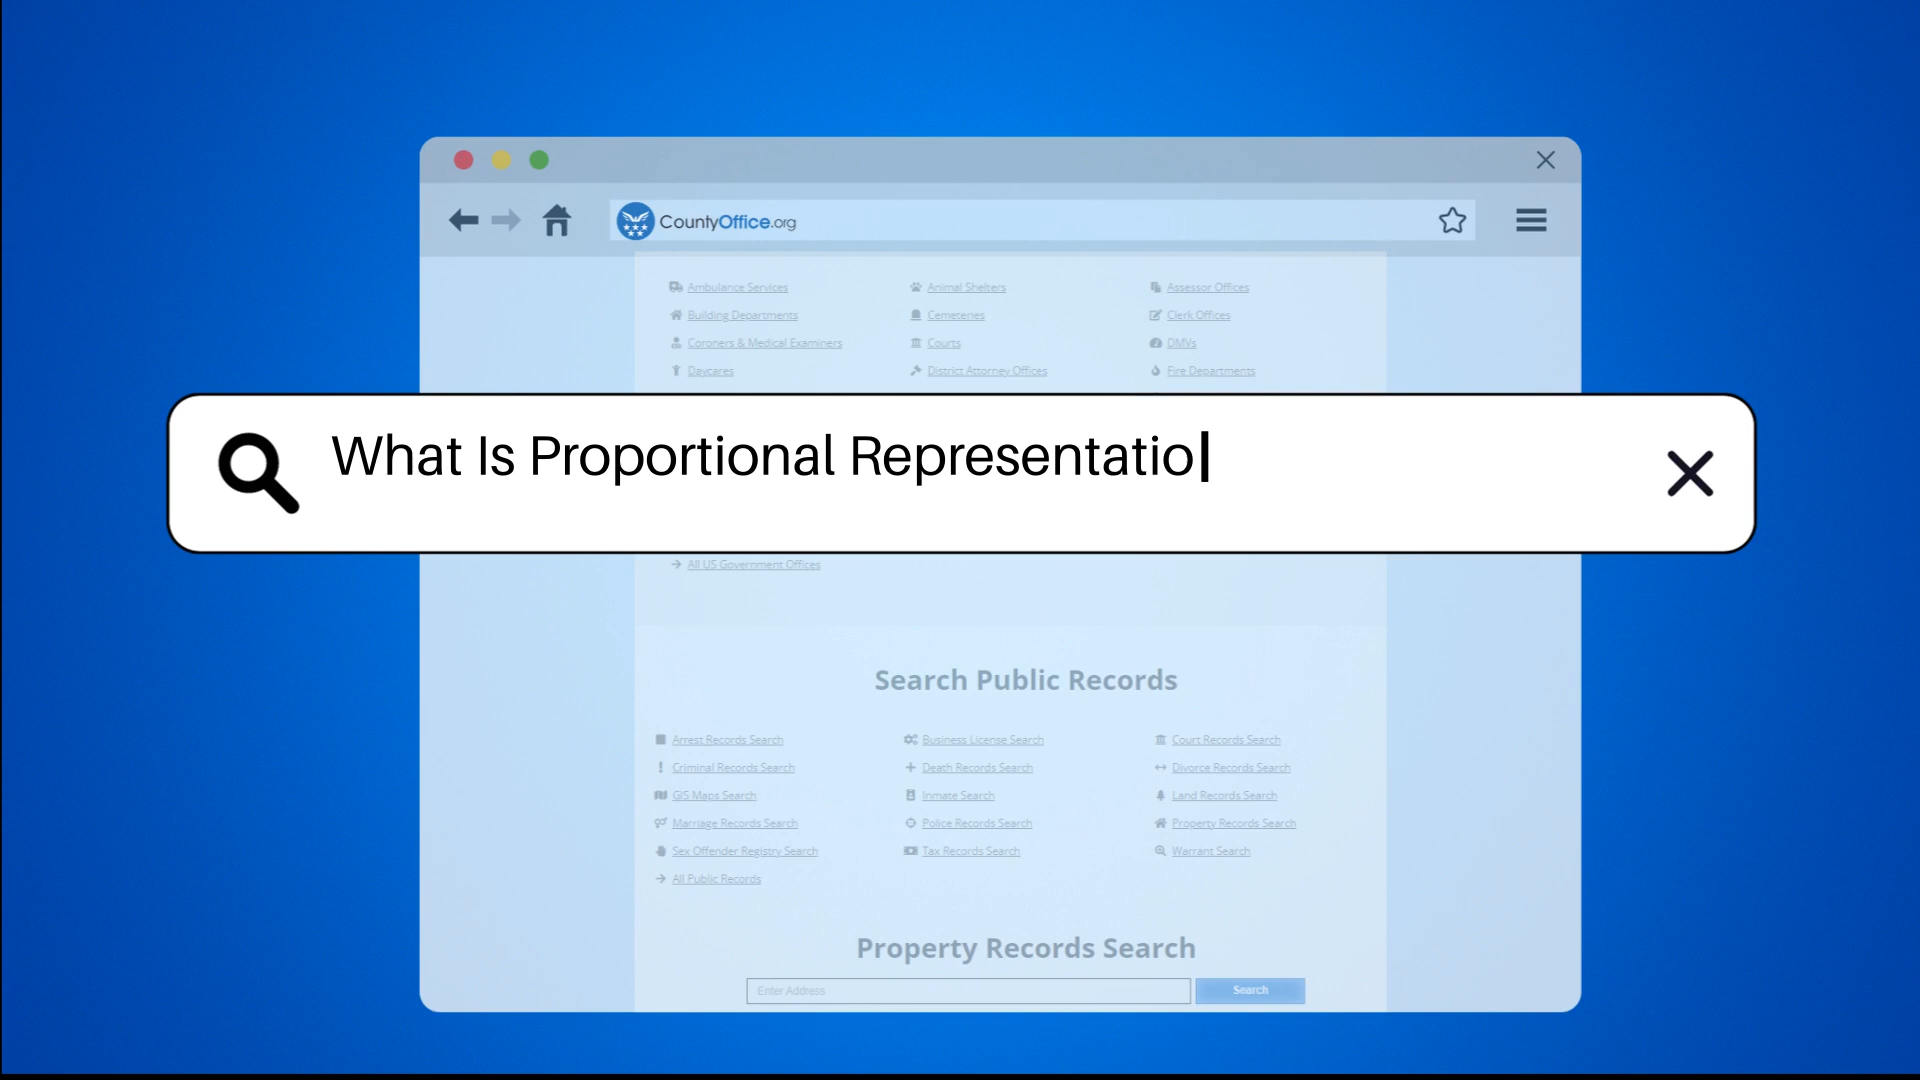 CountyOffice.org
Ambulance Services Animal Shelters Assessor Offices
Building Departments Cemeteries Clerk Offices
Coroners & Medical Examiners Courts DMVs
Daycares District Attorney Offices Fire Departments
What Is Proportional Representatio
All US Government Offices
Search Public Records
Arrest Records Search Business License Search Court Records Search
Criminal Records Search Death Records Search Divorce Records Search
GIS Maps Search Inmate Search Land Records Search
Marriage Records Search Police Records Search Property Records Search
Sex Offender Registry Search Tax Records Search Warrant Search
All Public Records
Property Records Search
Enter Address Search